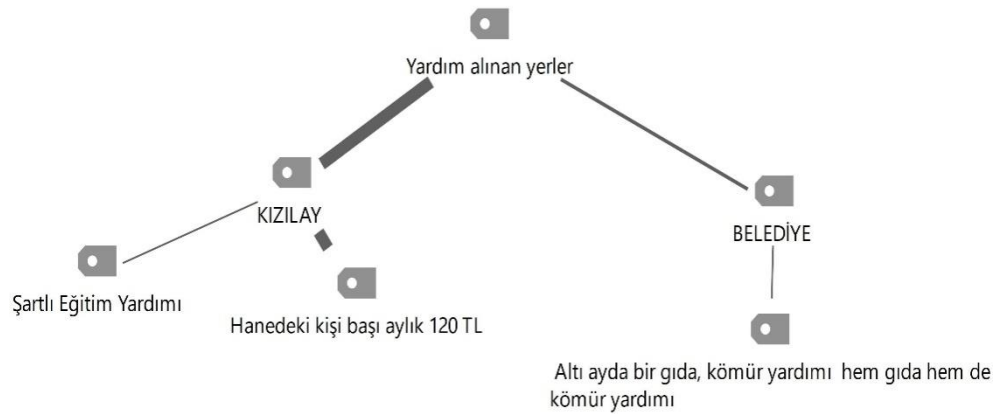 Yardım alınan yerler
KIZILAY
BELEDİYE
Şartlı Eğitim Yardımı
Hanedeki kişi başı aylık 120 TL
Altı ayda bir gıda, kömür yardımı hem gıda hem de
kömür yardımı